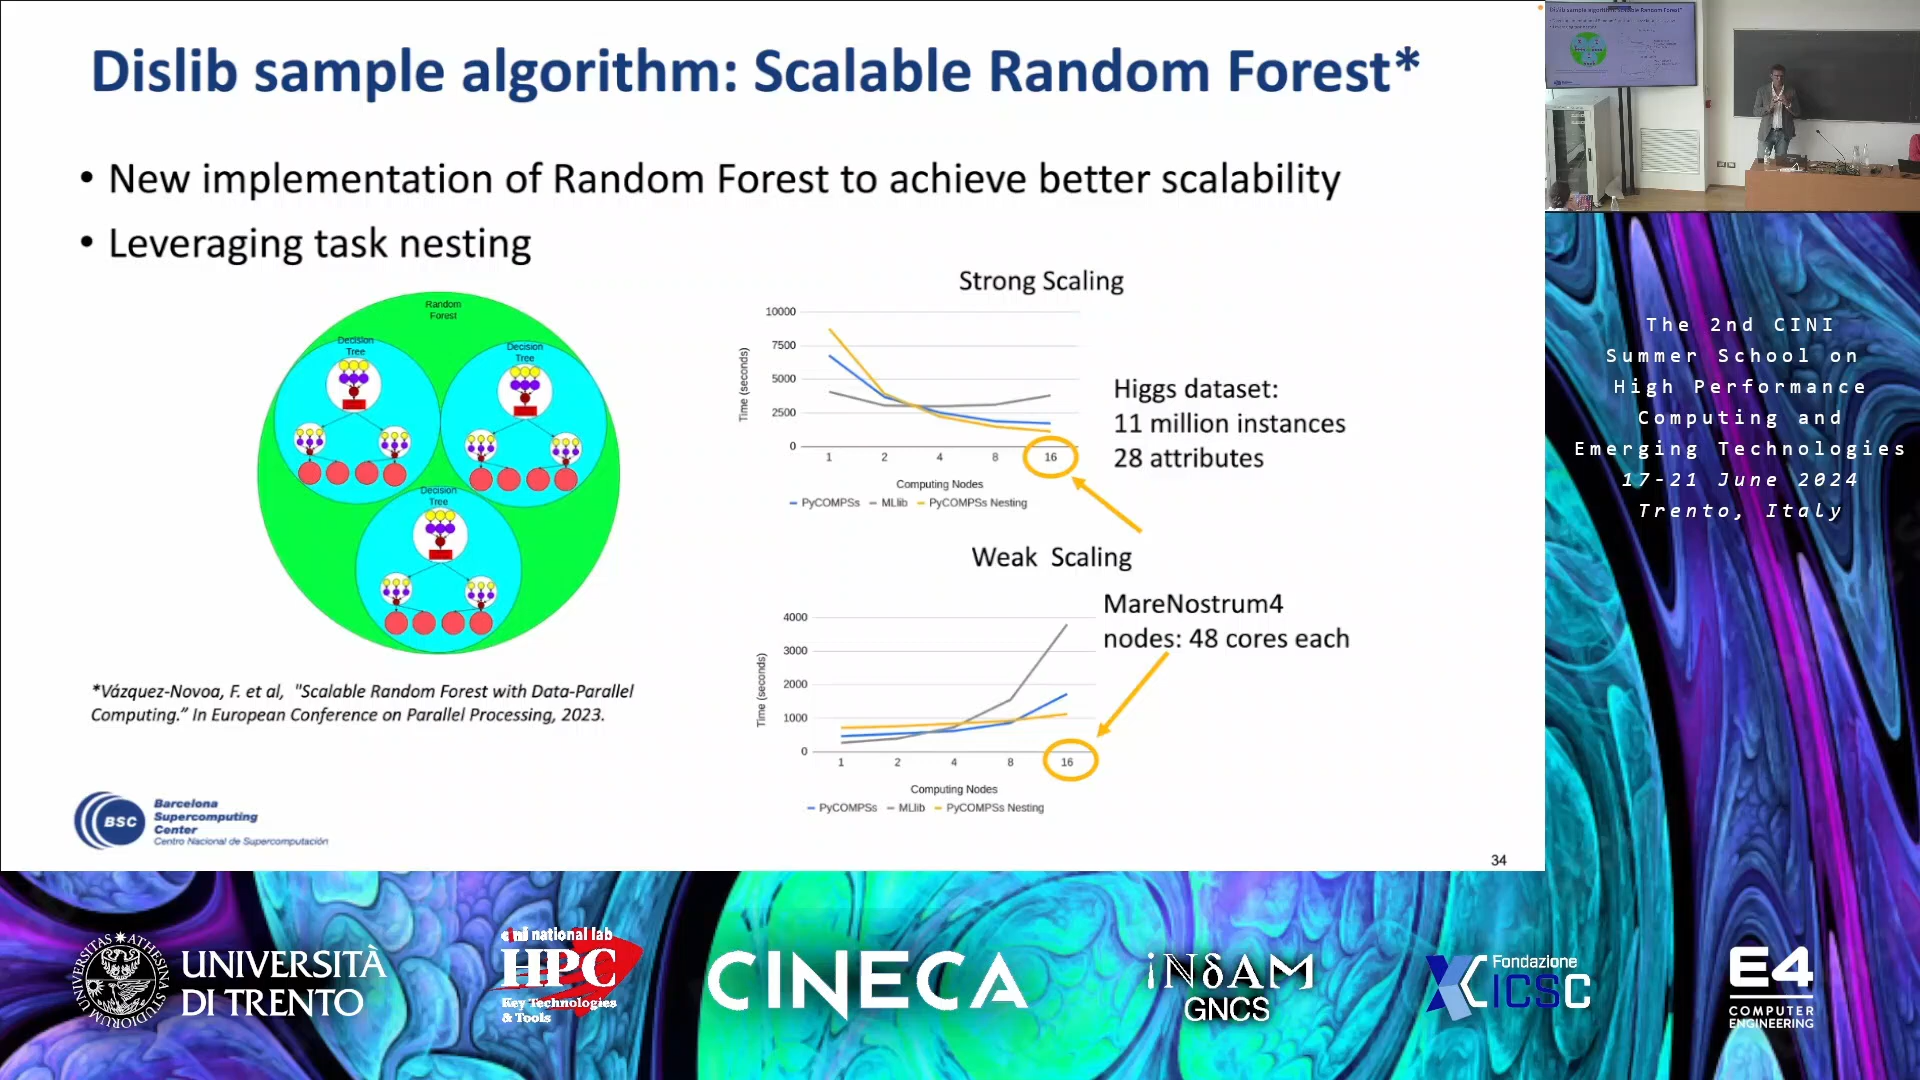 Dislib sample algorithm: Scalable Random Forest*
• New implementation of Random Forest to achieve better scalability
• Leveraging task nesting
Random
Forest
Decision
Tree
Decision
Tree
Decision
Tree
*Vázquez-Novoa, F. et al, "Scalable Random Forest with Data-Parallel
Computing.” In European Conference on Parallel Processing, 2023.
Strong Scaling
Time (seconds)
10000
7500
5000
2500
0
1 2 4 8 16
Computing Nodes
PyCOMPSs MLlib PyCOMPSs Nesting
Higgs dataset:
11 million instances
28 attributes
Weak Scaling
Time (seconds)
4000
3000
2000
1000
0
1 2 4 8 16
Computing Nodes
PyCOMPSs MLlib PyCOMPSs Nesting
MareNostrum4
nodes: 48 cores each
BSC
Barcelona
Supercomputing
Center
Centro Nacional de Supercomputación
34
The 2nd CINI
Summer School on
High Performance
Computing and
Emerging Technologies
17-21 June 2024
Trento, Italy
UNIVERSITÀ
DI TRENTO
cini national lab
HPC
Key Technologies
& Tools
CINECA
iNδAM
GNCS
Fondazione
ICSC
E4
COMPUTER
ENGINEERING